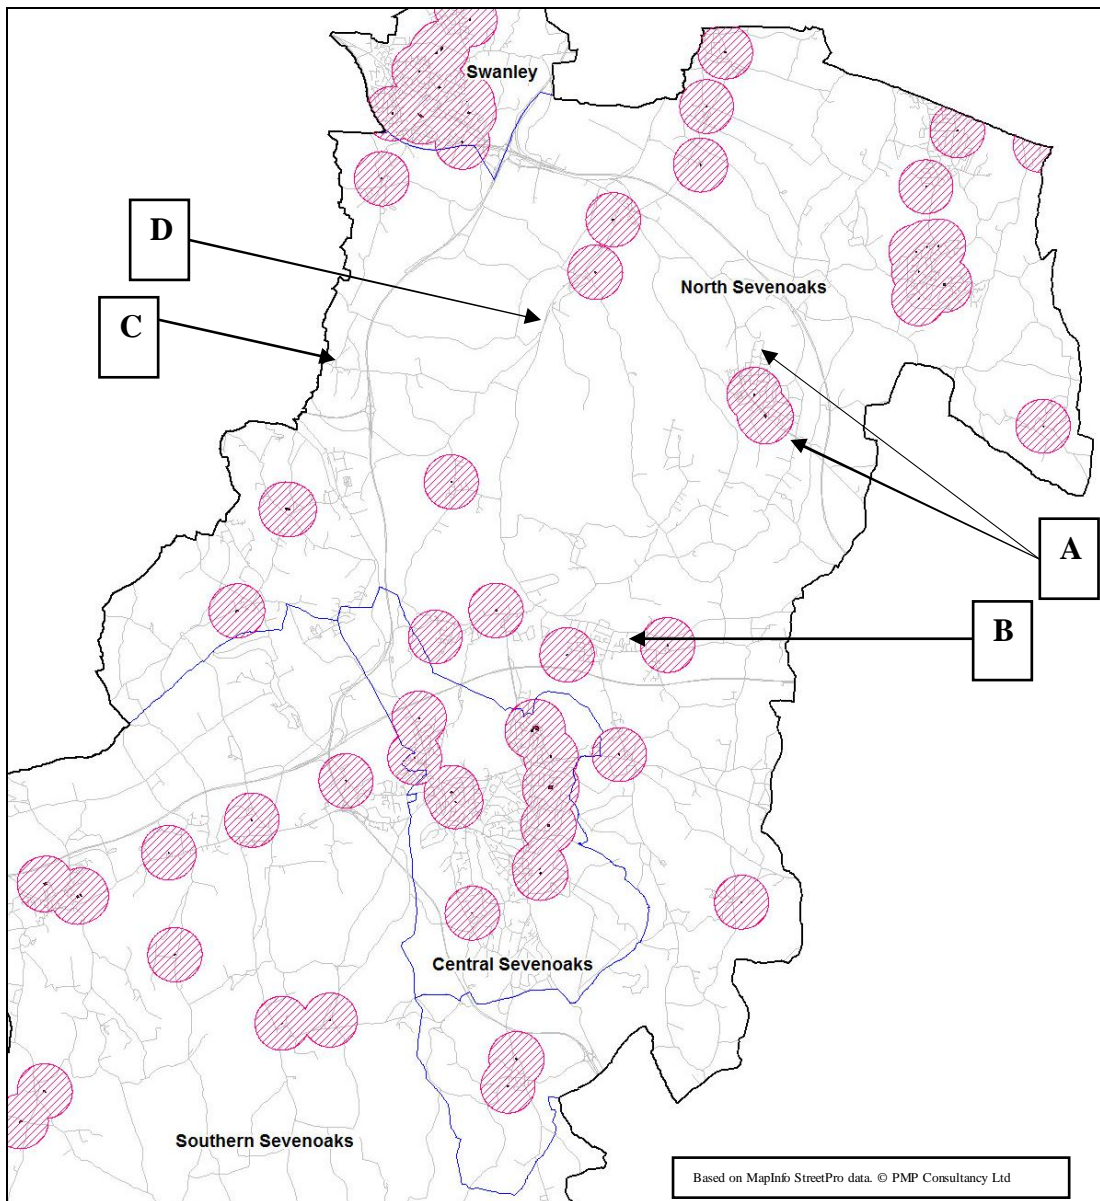 Swanley
D
North Sevenoaks
C
A
B
Central Sevenoaks
Southern Sevenoaks
Based on MapInfo StreetPro data. © PMP Consultancy Ltd